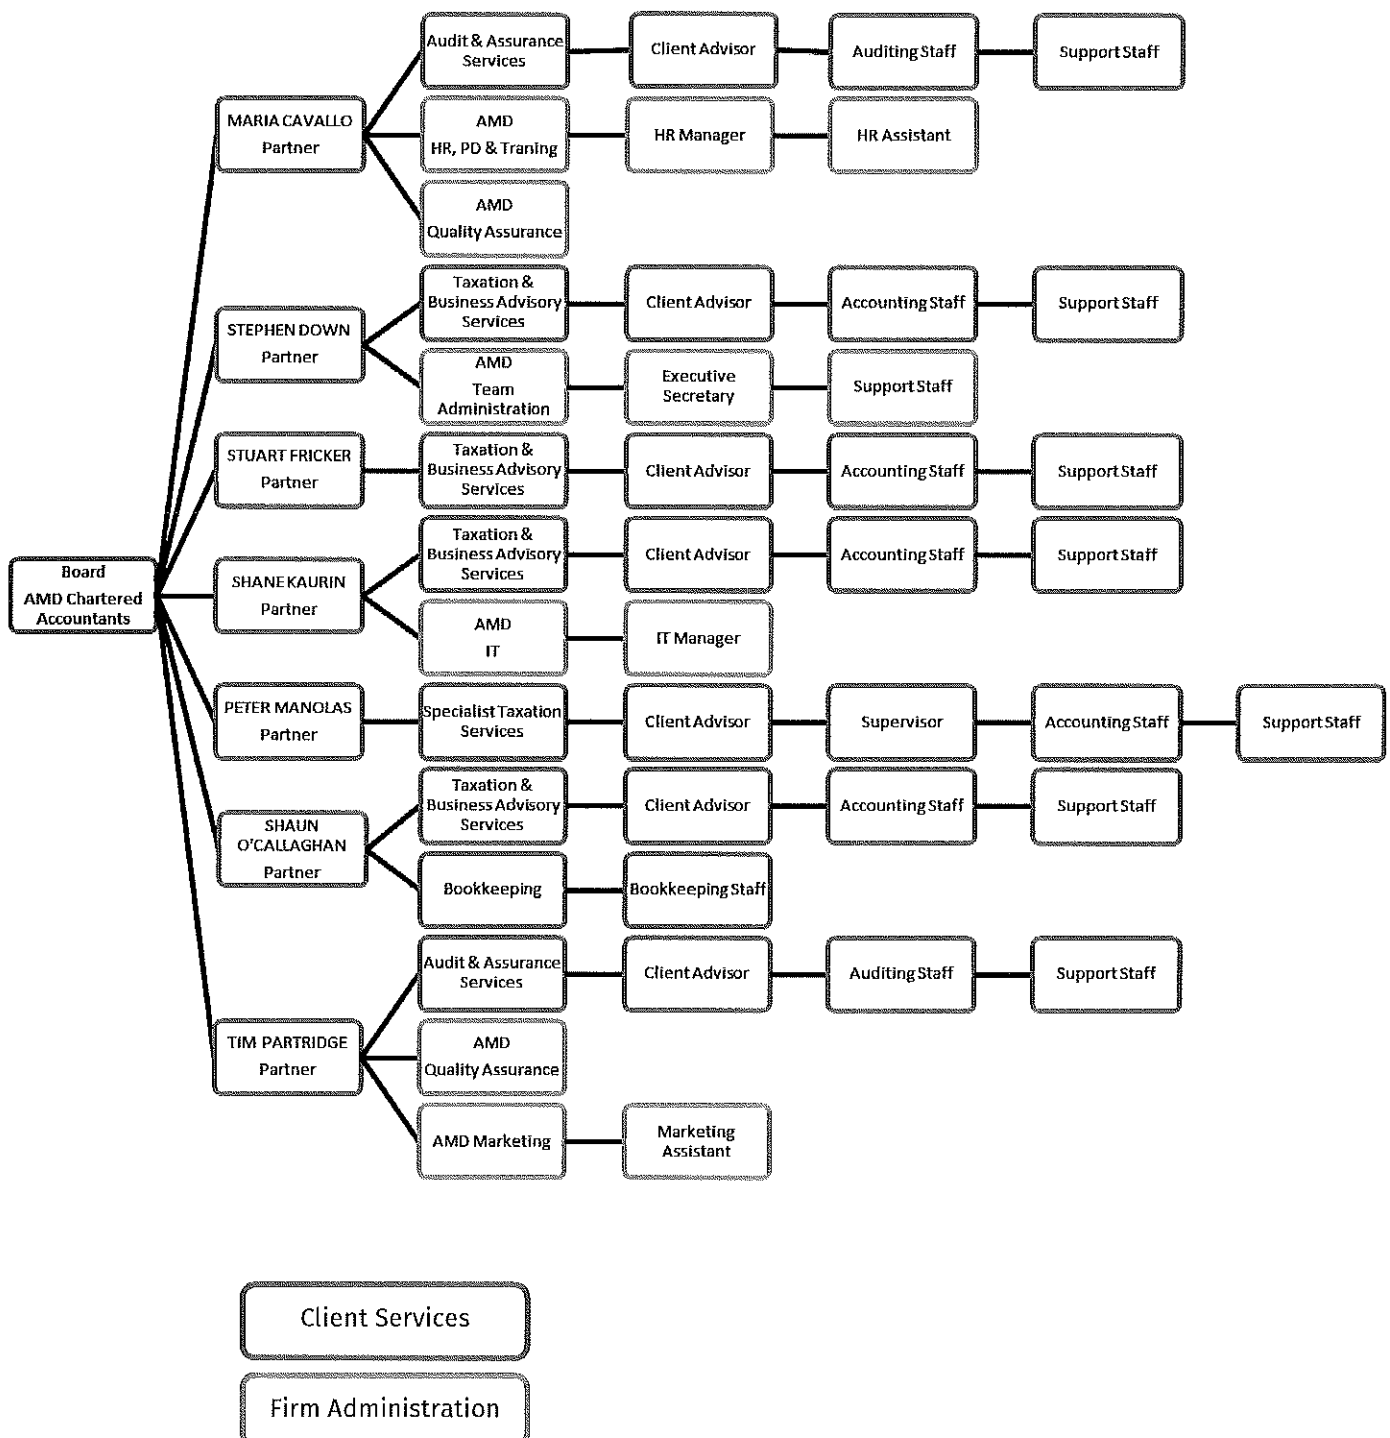 Audit & Assurance
Services
Client Advisor
Auditing Staff
Support Staff
MARIA CAVALLO
Partner
AMD
HR, PD & Traning
HR Manager
HR Assistant
AMD
Quality Assurance
Taxation &
Business Advisory
Services
Client Advisor
Accounting Staff
Support Staff
STEPHEN DOWN
Partner
AMD
Team
Administration
Executive
Secretary
Support Staff
STUART FRICKER
Partner
Taxation &
Business Advisory
Services
Client Advisor
Accounting Staff
Support Staff
Taxation &
Business Advisory
Services
Client Advisor
Accounting Staff
Support Staff
Board
AMD Chartered
Accountants
SHANE KAURIN
Partner
AMD
IT
IT Manager
PETER MANOLAS
Partner
Specialist Taxation
Services
Client Advisor
Supervisor
Accounting Staff
Support Staff
Taxation &
Business Advisory
Services
Client Advisor
Accounting Staff
Support Staff
SHAUN
O'CALLAGHAN
Partner
Bookkeeping
Bookkeeping Staff
Audit & Assurance
Services
Client Advisor
Auditing Staff
Support Staff
TIM PARTRIDGE
Partner
AMD
Quality Assurance
AMD Marketing
Marketing
Assistant
Client Services
Firm Administration